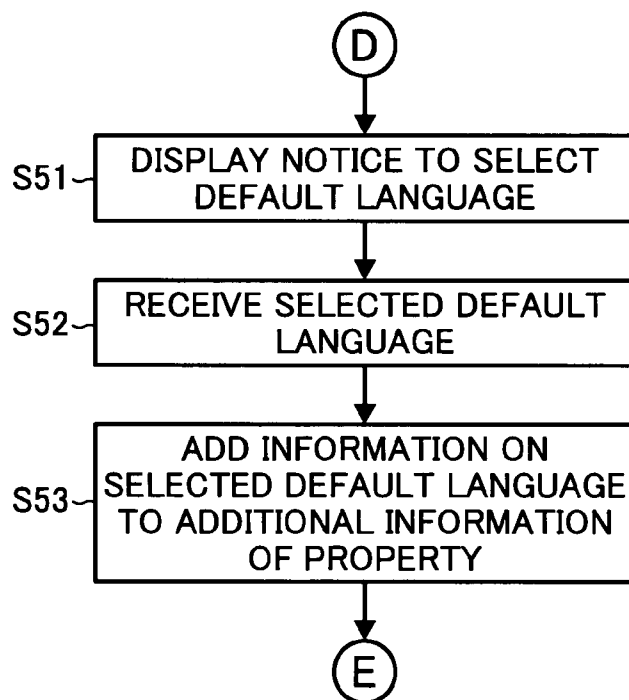 D
S51
DISPLAY NOTICE TO SELECT
DEFAULT LANGUAGE
S52
RECEIVE SELECTED DEFAULT
LANGUAGE
S53
ADD INFORMATION ON
SELECTED DEFAULT LANGUAGE
TO ADDITIONAL INFORMATION
OF PROPERTY
E